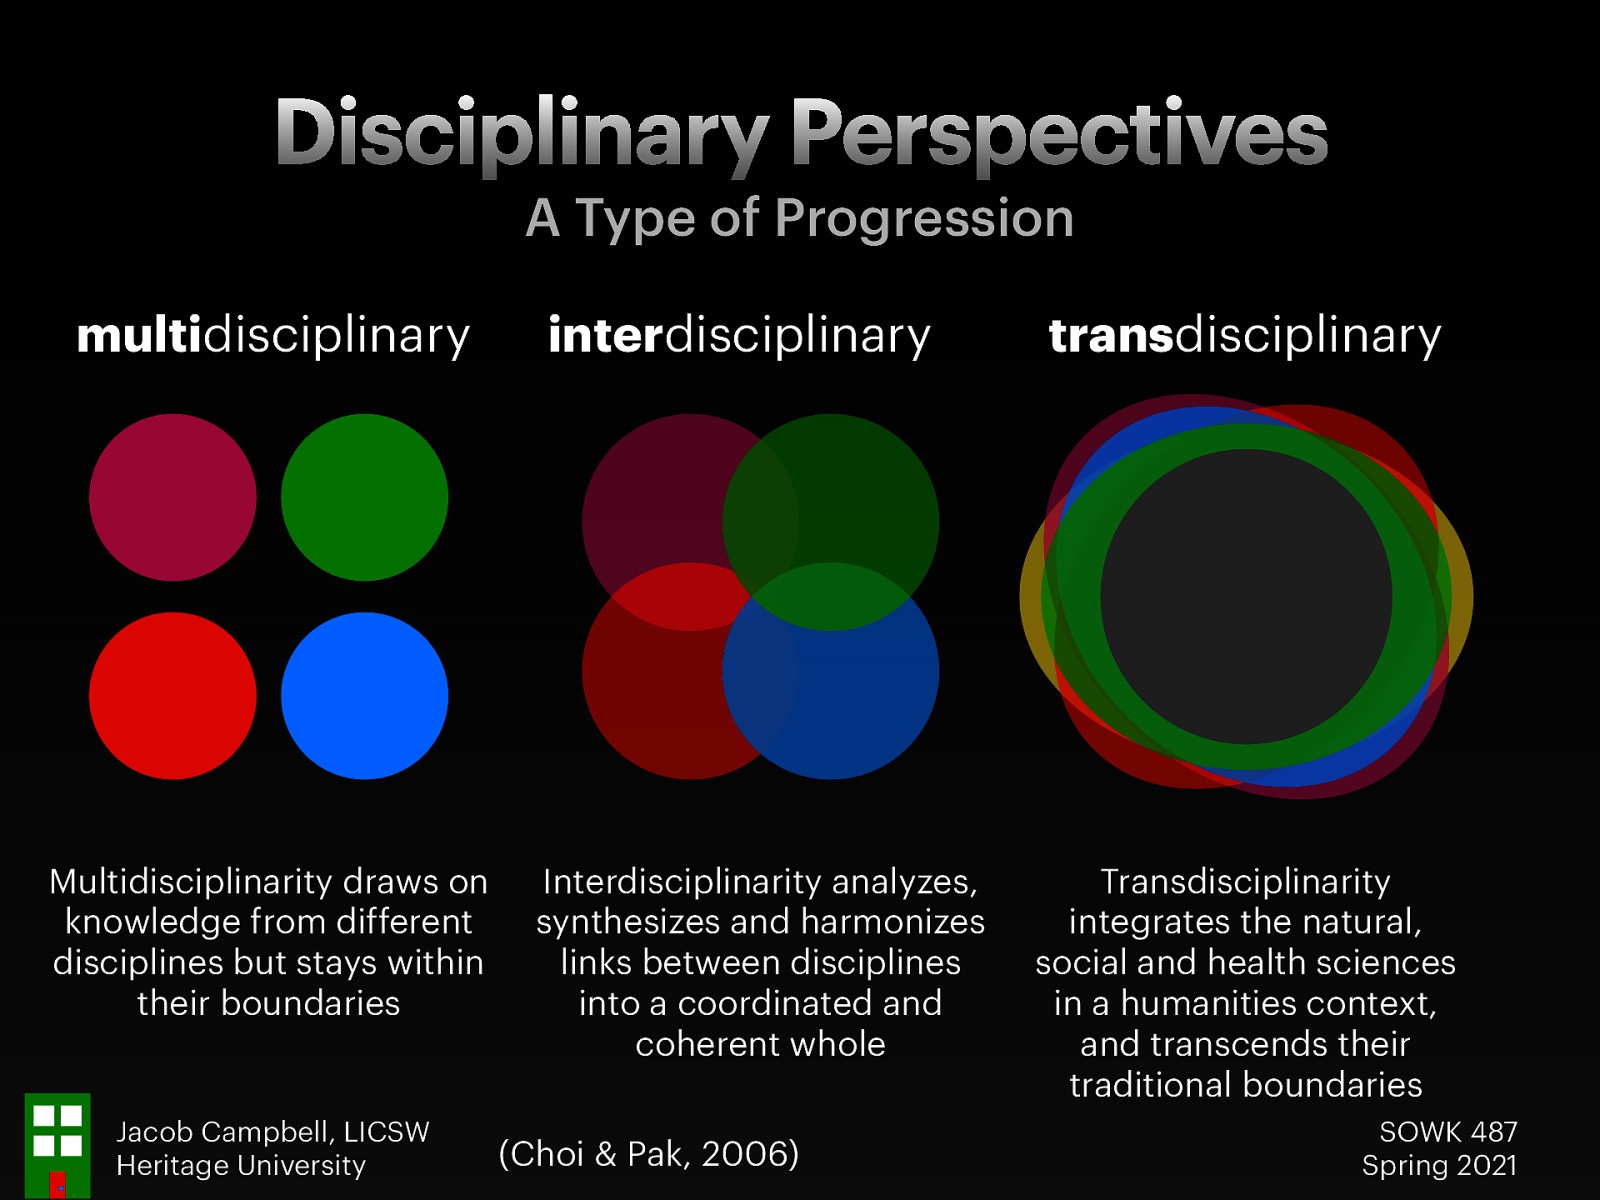 Disciplinary Perspectives
A Type of Progression
multidisciplinary
interdisciplinary
transdisciplinary
Multidisciplinarity draws on
knowledge from different
disciplines but stays within
their boundaries
Interdisciplinarity analyzes,
synthesizes and harmonizes
links between disciplines
into a coordinated and
coherent whole
Transdisciplinarity
integrates the natural,
social and health sciences
in a humanities context,
and transcends their
traditional boundaries
Jacob Campbell, LICSW
Heritage University
(Choi & Pak, 2006)
SOWK 487
Spring 2021